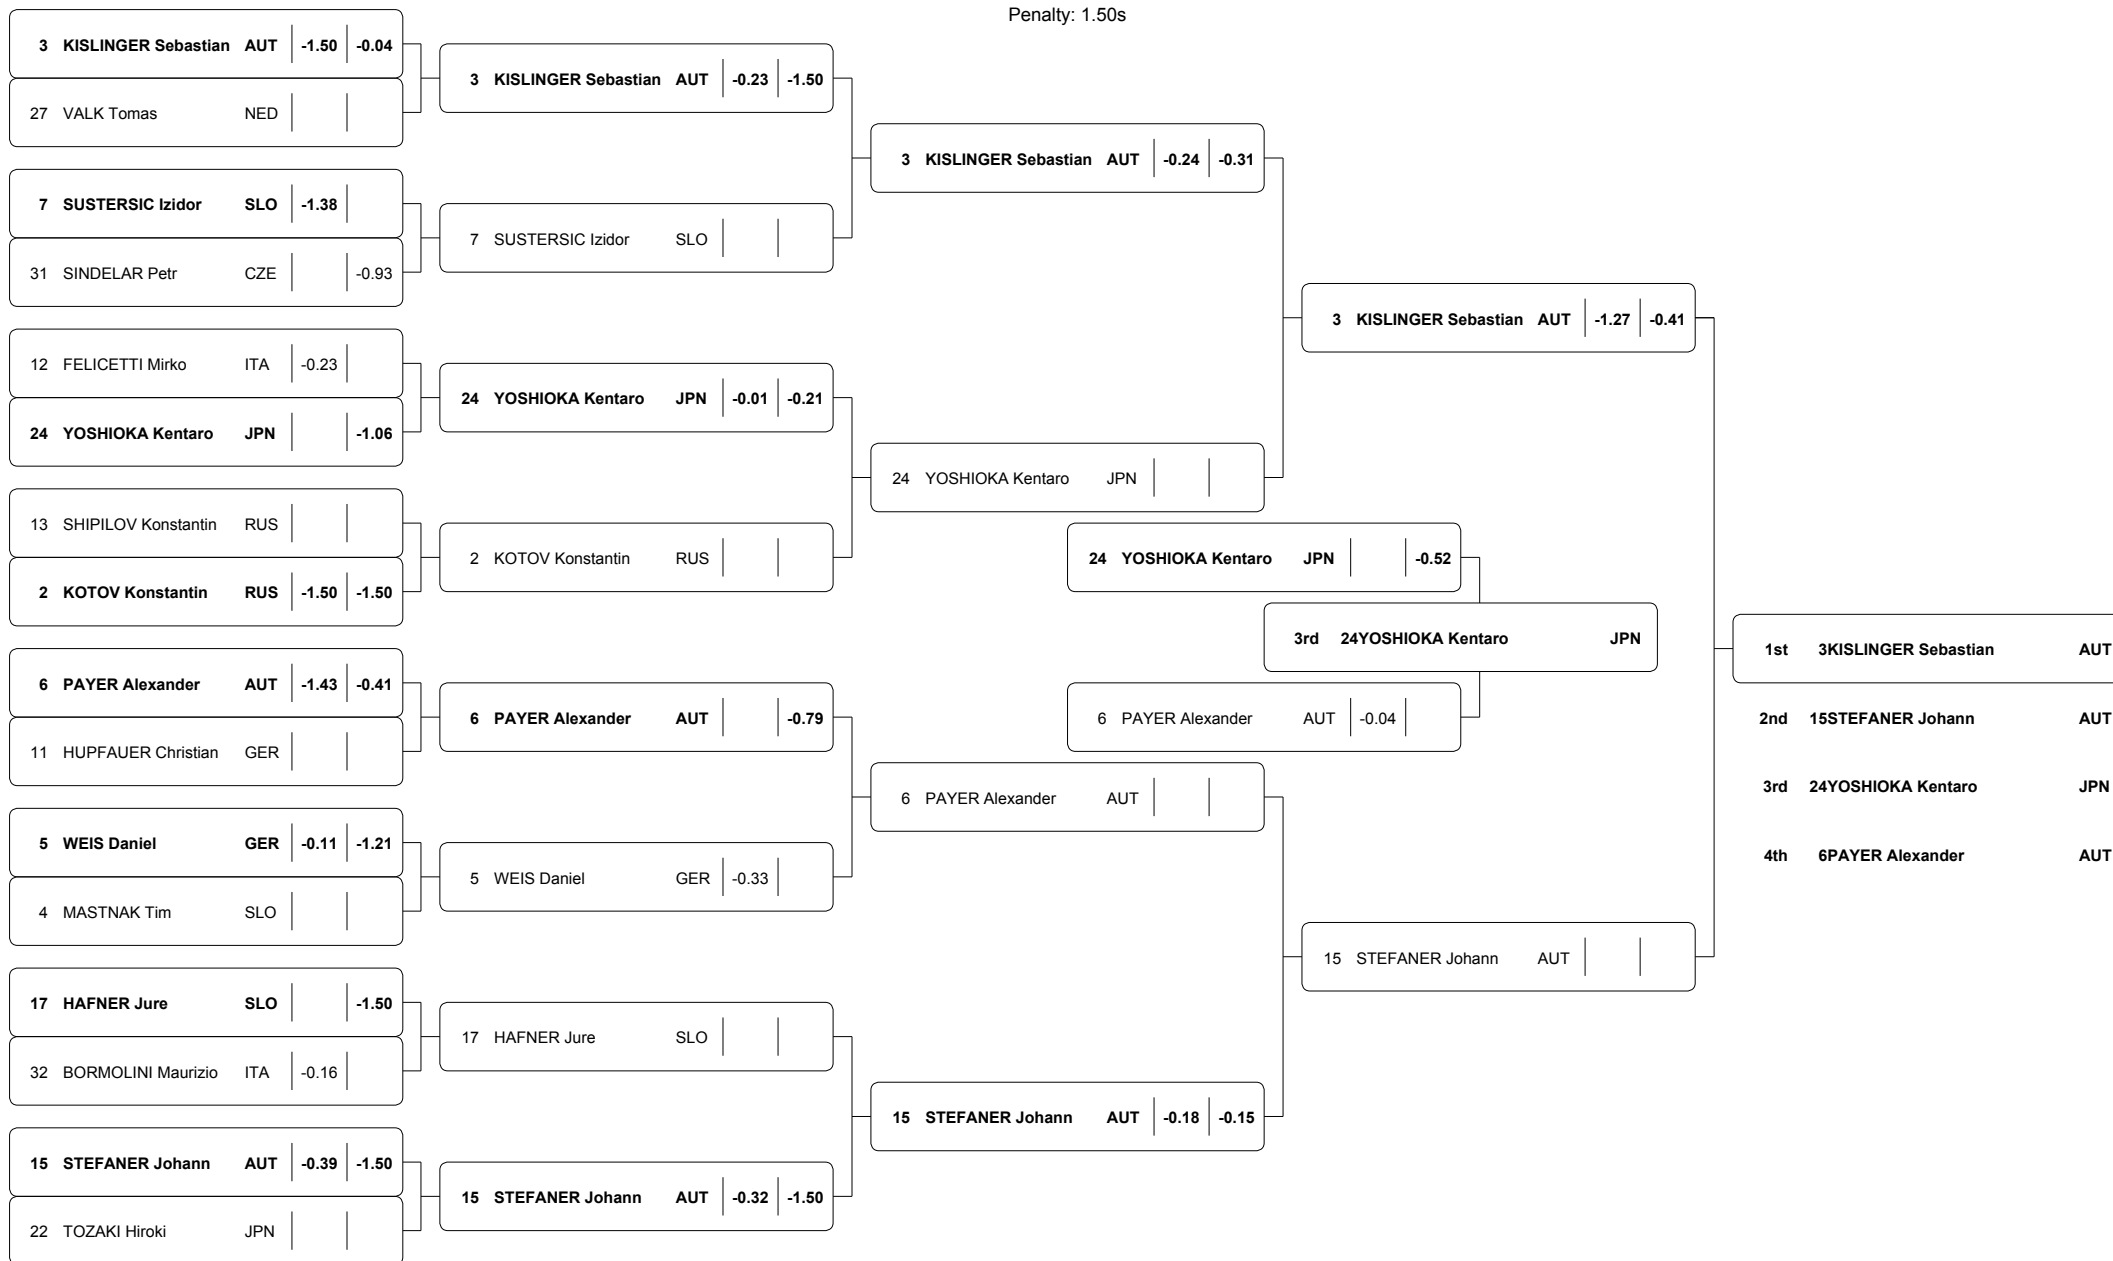 Penalty: 1.50s
3 KISLINGER Sebastian AUT -1.50 -0.04
27 VALK Tomas NED
7 SUSTERSIC Izidor SLO -1.38
31 SINDELAR Petr CZE -0.93
12 FELICETTI Mirko ITA -0.23
24 YOSHIOKA Kentaro JPN -1.06
13 SHIPILOV Konstantin RUS
2 KOTOV Konstantin RUS -1.50 -1.50
6 PAYER Alexander AUT -1.43 -0.41
11 HUPFAUER Christian GER
5 WEIS Daniel GER -0.11 -1.21
4 MASTNAK Tim SLO
17 HAFNER Jure SLO -1.50
32 BORMOLINI Maurizio ITA -0.16
15 STEFANER Johann AUT -0.39 -1.50
22 TOZAKI Hiroki JPN
3 KISLINGER Sebastian AUT -0.23 -1.50
7 SUSTERSIC Izidor SLO
24 YOSHIOKA Kentaro JPN -0.01 -0.21
2 KOTOV Konstantin RUS
6 PAYER Alexander AUT -0.79
5 WEIS Daniel GER -0.33
17 HAFNER Jure SLO
15 STEFANER Johann AUT -0.32 -1.50
3 KISLINGER Sebastian AUT -0.24 -0.31
24 YOSHIOKA Kentaro JPN
6 PAYER Alexander AUT
15 STEFANER Johann AUT -0.18 -0.15
24 YOSHIOKA Kentaro JPN -0.52
6 PAYER Alexander AUT -0.04
3rd 24YOSHIOKA Kentaro JPN
3 KISLINGER Sebastian AUT -1.27 -0.41
15 STEFANER Johann AUT
1st 3KISLINGER Sebastian AUT
2nd 15STEFANER Johann AUT
3rd 24YOSHIOKA Kentaro JPN
4th 6PAYER Alexander AUT